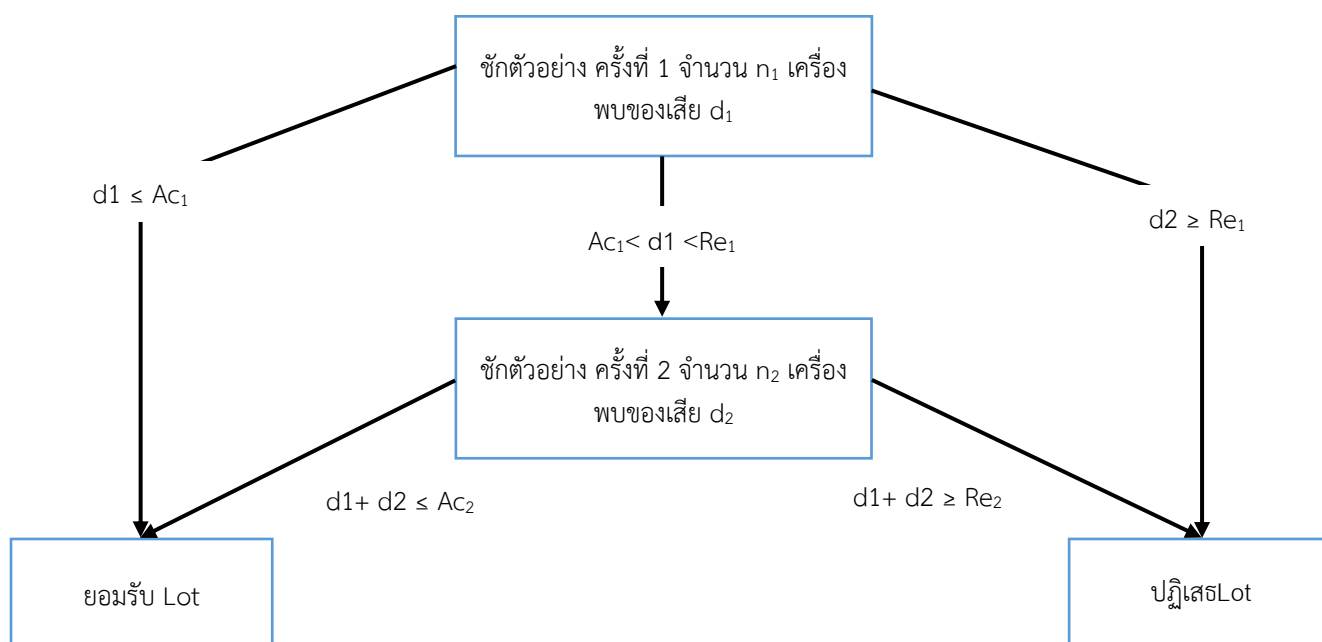 ชักตัวอย่าง ครั้งที่ 1 จำนวน n₁ เครื่อง
พบของเสีย d₁
d1 ≤ Ac₁
d2 ≥ Re₁
Ac₁< d1 <Re₁
ชักตัวอย่าง ครั้งที่ 2 จำนวน n₂ เครื่อง
พบของเสีย d₂
d1+ d2 ≤ Ac₂
d1+ d2 ≥ Re₂
ยอมรับ Lot
ปฏิเสธLot